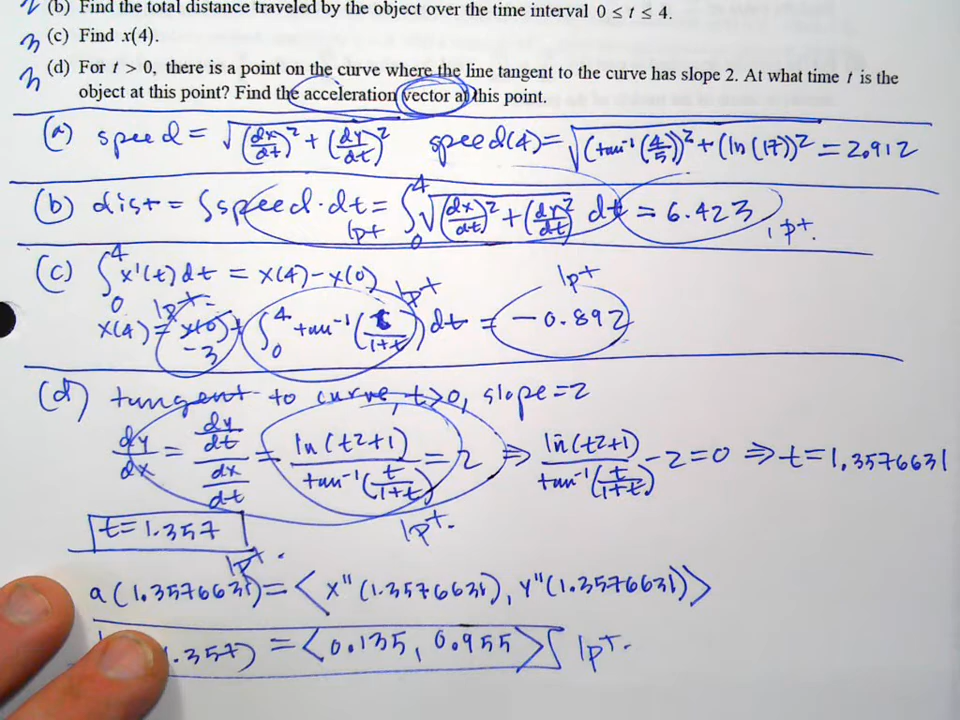 (b) Find the total distance traveled by the object over the time interval 0 ≤ t ≤ 4.
3 (c) Find x(4).
3 (d) For t > 0, there is a point on the curve where the line tangent to the curve has slope 2. At what time t is the
object at this point? Find the acceleration vector at this point.
(a) speed = √((dx/dt)² + (dy/dt)²) speed(4) = √((tan⁻¹(4/5))² + (ln(17))²) = 2.912
(b) dist = ∫speed·dt = ∫₀⁴ √((dx/dt)² + (dy/dt)²) dt = 6.423
1pt 1pt.
(c) ∫₀⁴ x'(t)dt = x(4) - x(0) 1pt 1pt
1pt
x(4) = x(0) + ∫₀⁴ tan⁻¹(t/1+t)dt = -0.892
-3
(d) tangent to curve, t>0, slope=2
dy/dx = (dy/dt)/(dx/dt) = ln(t²+1)/tan⁻¹(t/1+t) = 2 ⇒ ln(t²+1)/tan⁻¹(t/1+t) - 2 = 0 ⇒ t = 1.3576631
1pt.
t = 1.357
1pt.
a(1.3576631) = <x"(1.3576631), y"(1.3576631)>
.357) = <0.135, 0.955> 1pt.